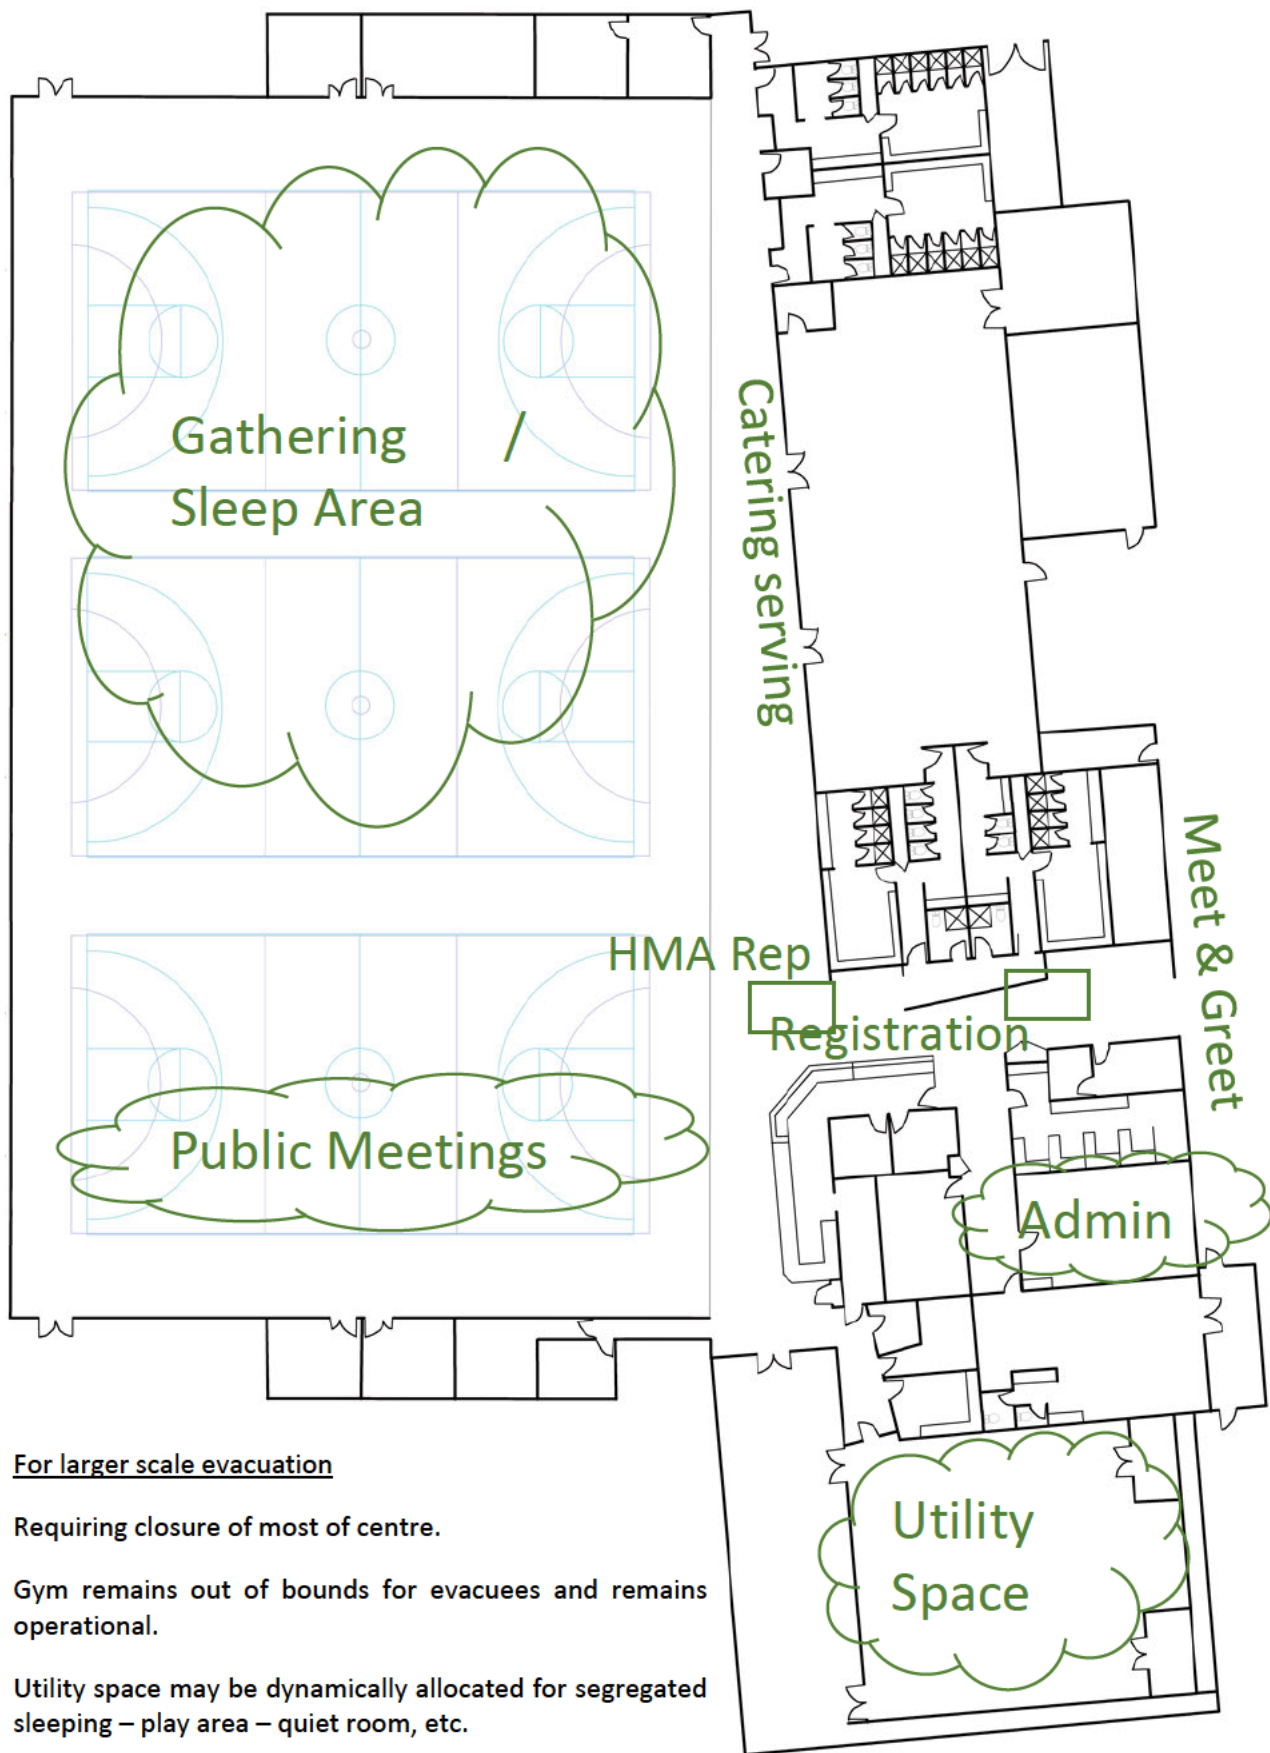 Gathering /
Sleep Area
Catering serving
Meet & Greet
HMA Rep
Registration
Public Meetings
Admin
For larger scale evacuation
Requiring closure of most of centre.
Gym remains out of bounds for evacuees and remains
operational.
Utility space may be dynamically allocated for segregated
sleeping – play area – quiet room, etc.
Utility
Space